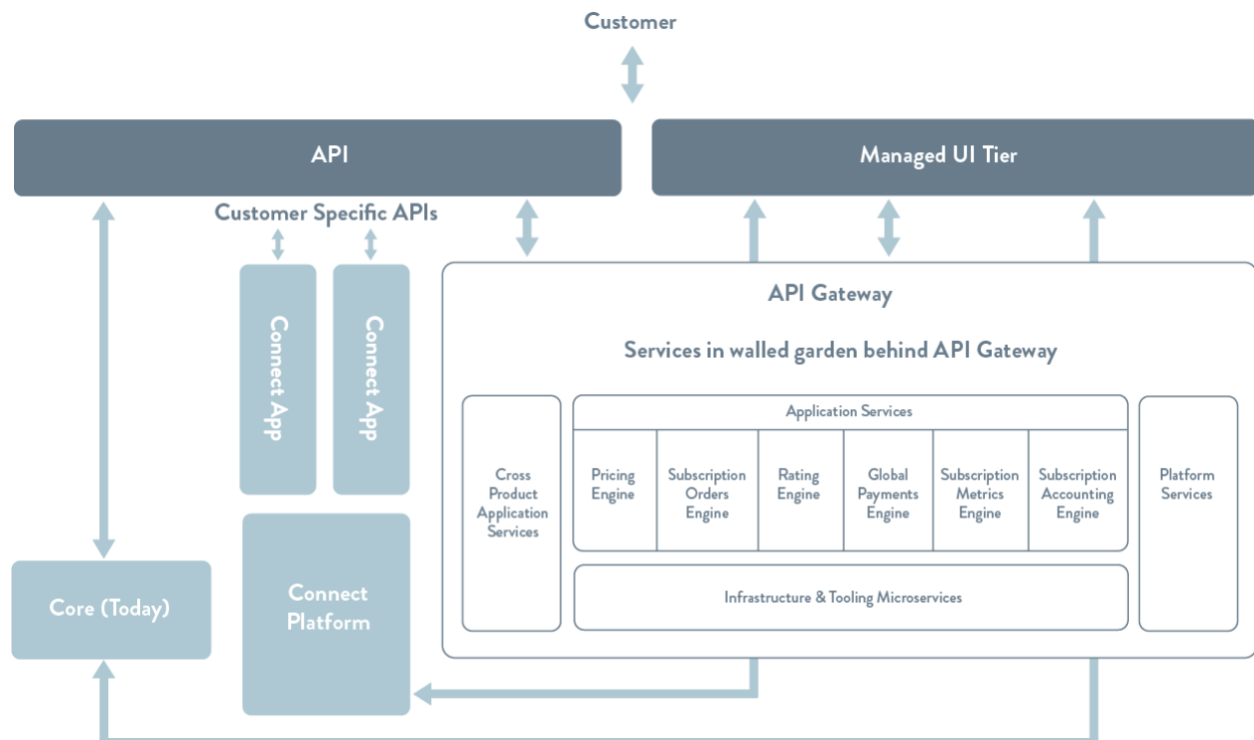 Customer
API
Managed UI Tier
Customer Specific APIs
Connect App
Connect App
API Gateway
Services in walled garden behind API Gateway
Application Services
Cross
Product
Application
Services
Pricing
Engine
Subscription
Orders
Engine
Rating
Engine
Global
Payments
Engine
Subscription
Metrics
Engine
Subscription
Accounting
Engine
Platform
Services
Infrastructure & Tooling Microservices
Core (Today)
Connect
Platform